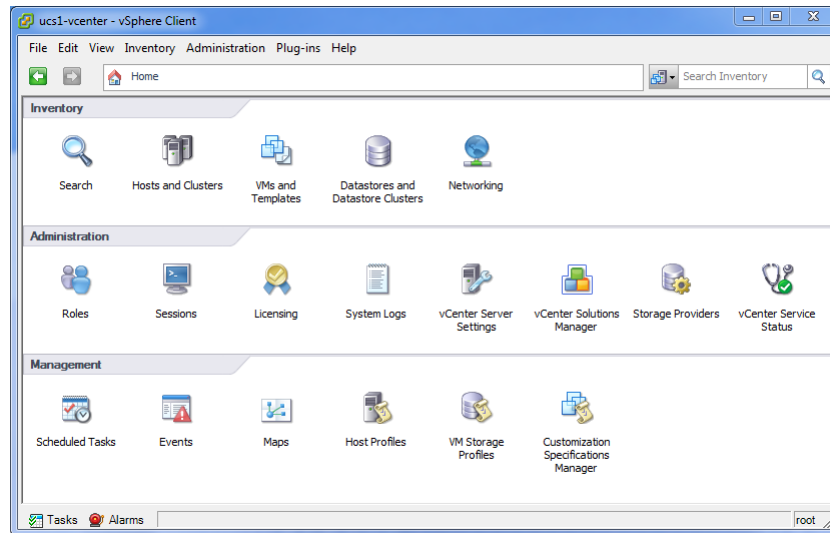 ucs1-vcenter - vSphere Client
File Edit View Inventory Administration Plug-ins Help
Home Search Inventory
Inventory
Search Hosts and Clusters VMs and Templates Datastores and Datastore Clusters Networking
Administration
Roles Sessions Licensing System Logs vCenter Server Settings vCenter Solutions Manager Storage Providers vCenter Service Status
Management
Scheduled Tasks Events Maps Host Profiles VM Storage Profiles Customization Specifications Manager
Tasks Alarms root